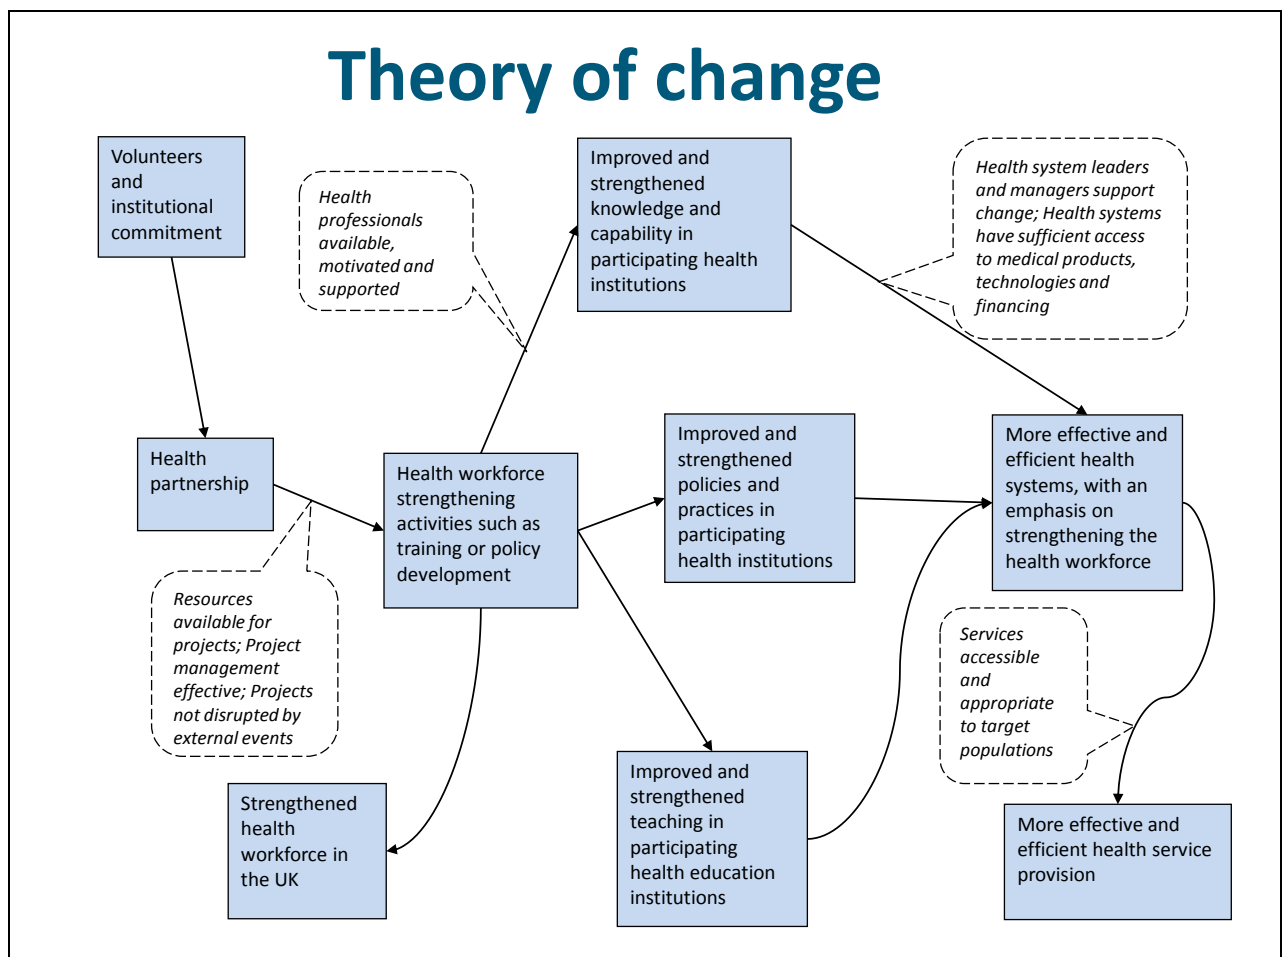 Theory of change
Volunteers
and
institutional
commitment
Health
professionals
available,
motivated and
supported
Improved and
strengthened
knowledge and
capability in
participating health
institutions
Health system leaders
and managers support
change; Health systems
have sufficient access
to medical products,
technologies and
financing
Health
partnership
Health workforce
strengthening
activities such as
training or policy
development
Improved and
strengthened
policies and
practices in
participating
health institutions
More effective and
efficient health
systems, with an
emphasis on
strengthening the
health workforce
Resources
available for
projects; Project
management
effective; Projects
not disrupted by
external events
Services
accessible
and
appropriate
to target
populations
Strengthened
health
workforce in
the UK
Improved and
strengthened
teaching in
participating
health education
institutions
More effective and
efficient health service
provision